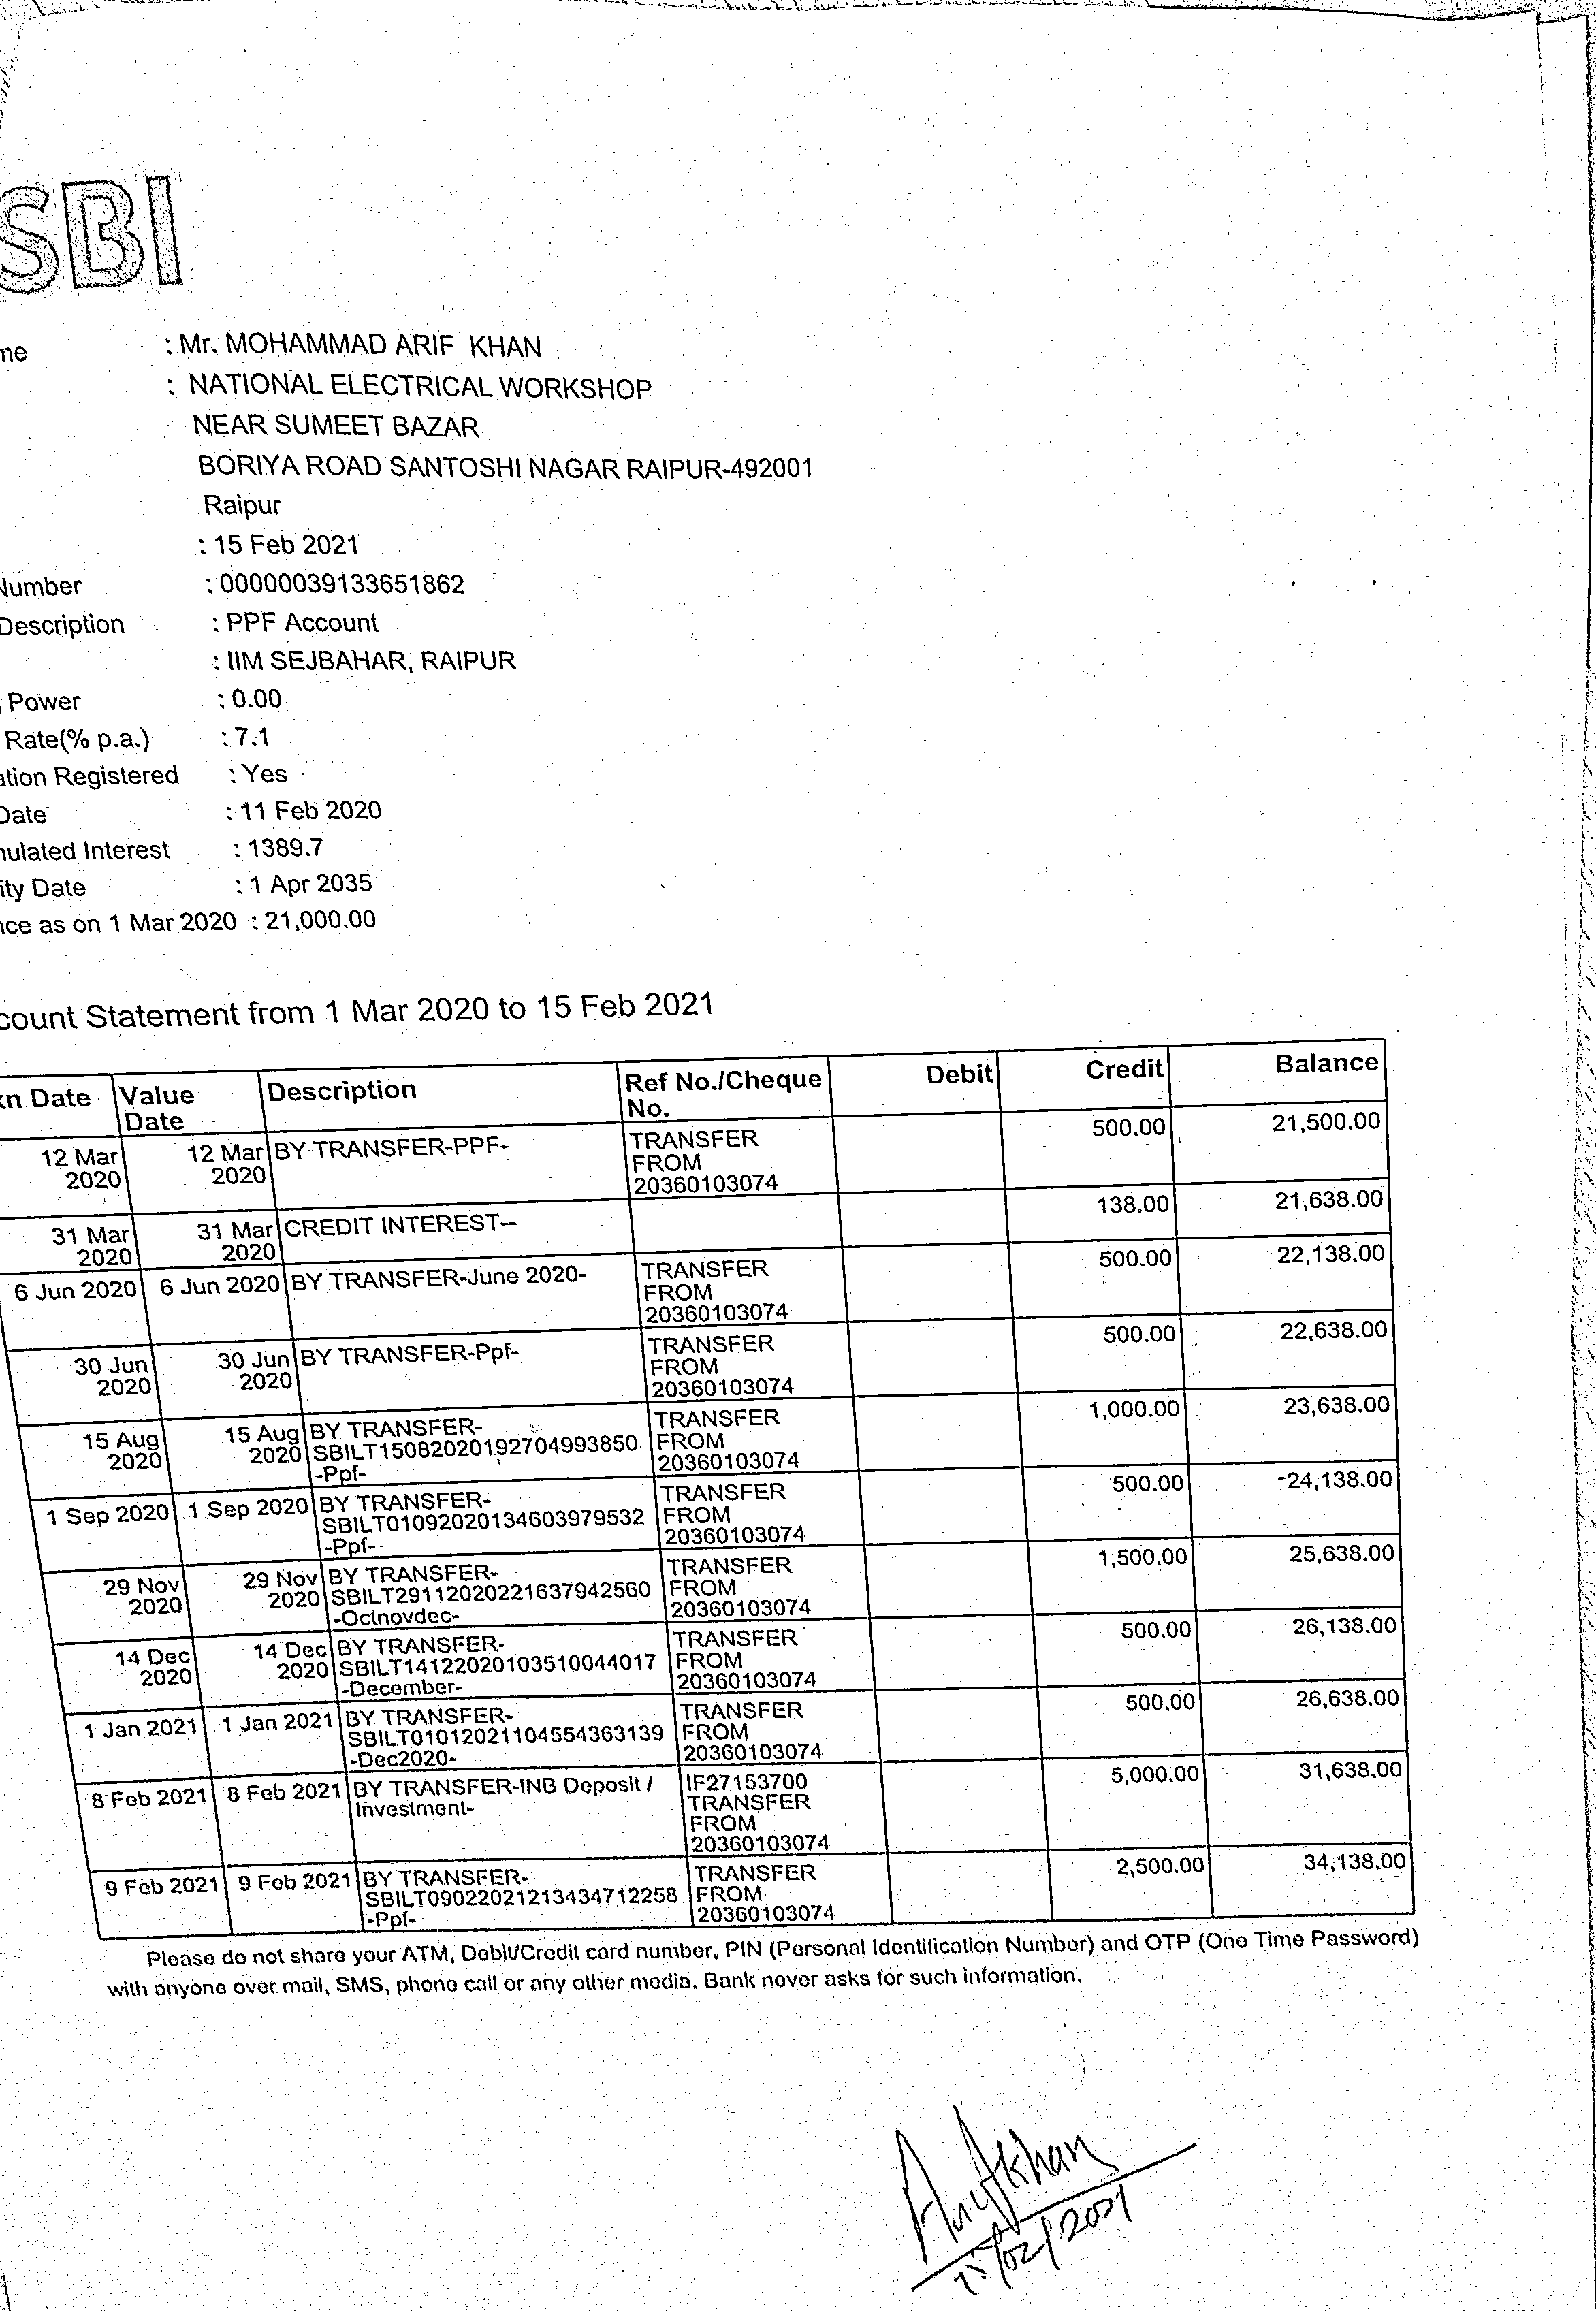 SBI
me : Mr. MOHAMMAD ARIF KHAN
: NATIONAL ELECTRICAL WORKSHOP
NEAR SUMEET BAZAR
BORIYA ROAD SANTOSHI NAGAR RAIPUR-492001
Raipur
: 15 Feb 2021
Number : 00000039133651862
Description : PPF Account
: IIM SEJBAHAR, RAIPUR
Power : 0.00
Rate(% p.a.) : 7.1
ation Registered : Yes
Date : 11 Feb 2020
nulated Interest : 1389.7
ity Date : 1 Apr 2035
nce as on 1 Mar 2020 : 21,000.00
count Statement from 1 Mar 2020 to 15 Feb 2021
xn Date Value Description Ref No./Cheque Debit Credit Balance
Date No.
12 Mar 12 Mar BY TRANSFER-PPF- TRANSFER 500.00 21,500.00
2020 2020 FROM
20360103074
31 Mar 31 Mar CREDIT INTEREST-- 138.00 21,638.00
2020 2020
6 Jun 2020 6 Jun 2020 BY TRANSFER-June 2020- TRANSFER 500.00 22,138.00
FROM
20360103074
30 Jun 30 Jun BY TRANSFER-Ppf- TRANSFER 500.00 22,638.00
2020 2020 FROM
20360103074
15 Aug 15 Aug BY TRANSFER- TRANSFER 1,000.00 23,638.00
2020 2020 SBILT15082020192704993850 FROM
-Ppf- 20360103074
1 Sep 2020 1 Sep 2020 BY TRANSFER- TRANSFER 500.00 24,138.00
SBILT01092020134603979532 FROM
-Ppf- 20360103074
29 Nov 29 Nov BY TRANSFER- TRANSFER 1,500.00 25,638.00
2020 2020 SBILT29112020221637942560 FROM
-Octnovdec- 20360103074
14 Dec 14 Dec BY TRANSFER- TRANSFER 500.00 26,138.00
2020 2020 SBILT14122020103510044017 FROM
-December- 20360103074
1 Jan 2021 1 Jan 2021 BY TRANSFER- TRANSFER 500.00 26,638.00
SBILT01012021104554363139 FROM
-Dec2020- 20360103074
8 Feb 2021 8 Feb 2021 BY TRANSFER-INB Deposit / IF27153700 5,000.00 31,638.00
Investment- TRANSFER
FROM
20360103074
9 Feb 2021 9 Feb 2021 BY TRANSFER- TRANSFER 2,500.00 34,138.00
SBILT09022021213434712258 FROM
-Ppf- 20360103074
Please do not share your ATM, Debit/Credit card number, PIN (Personal Identification Number) and OTP (One Time Password)
with anyone over mail, SMS, phone call or any other media. Bank never asks for such information.
15/02/2021